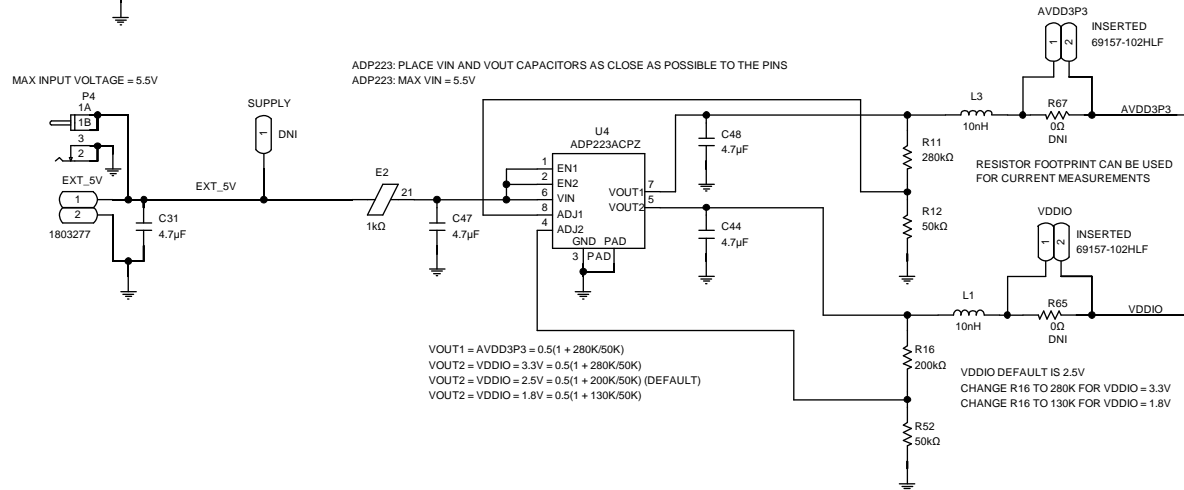 AVDD3P3
INSERTED
69157-102HLF
1
2
ADP223: PLACE VIN AND VOUT CAPACITORS AS CLOSE AS POSSIBLE TO THE PINS
ADP223: MAX VIN = 5.5V
MAX INPUT VOLTAGE = 5.5V
P4
1A
1B
3
2
SUPPLY
1
DNI
L3
10nH
R67
0Ω
DNI
AVDD3P3
U4
ADP223ACPZ
C48
4.7µF
R11
280kΩ
RESISTOR FOOTPRINT CAN BE USED
FOR CURRENT MEASUREMENTS
EXT_5V
1
2
1803277
EXT_5V
C31
4.7µF
E2
21
1kΩ
C47
4.7µF
1
EN1
2
EN2
6
VIN
8
ADJ1
4
ADJ2
VOUT1
7
VOUT2
5
GND PAD
3
PAD
C44
4.7µF
R12
50kΩ
VDDIO
INSERTED
69157-102HLF
1
2
L1
10nH
R65
0Ω
DNI
VDDIO
VOUT1 = AVDD3P3 = 0.5(1 + 280K/50K)
VOUT2 = VDDIO = 3.3V = 0.5(1 + 280K/50K)
VOUT2 = VDDIO = 2.5V = 0.5(1 + 200K/50K) (DEFAULT)
VOUT2 = VDDIO = 1.8V = 0.5(1 + 130K/50K)
R16
200kΩ
VDDIO DEFAULT IS 2.5V
CHANGE R16 TO 280K FOR VDDIO = 3.3V
CHANGE R16 TO 130K FOR VDDIO = 1.8V
R52
50kΩ